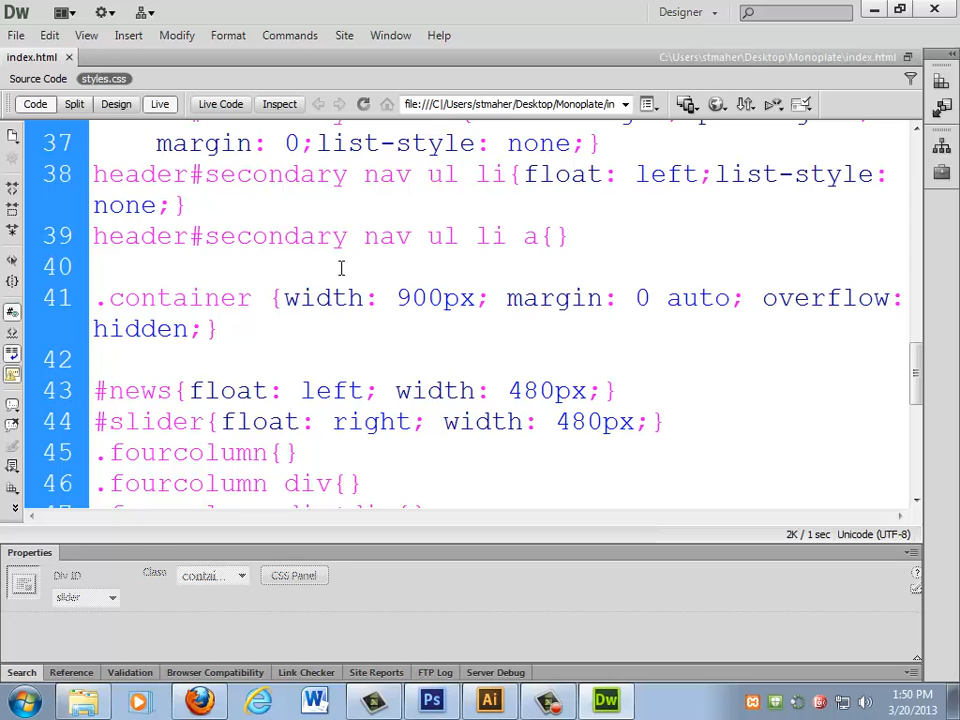 Dw
Designer
File Edit View Insert Modify Format Commands Site Window Help
index.html × C:\Users\stmaher\Desktop\Monoplate\index.html
Source Code styles.css
Code Split Design Live Live Code Inspect file:///C|/Users/stmaher/Desktop/Monoplate/in
37 margin: 0;list-style: none;}
38 header#secondary nav ul li{float: left;list-style:
none;}
39 header#secondary nav ul li a{}
40
41 .container {width: 900px; margin: 0 auto; overflow:
hidden;}
42
43 #news{float: left; width: 480px;}
44 #slider{float: right; width: 480px;}
45 .fourcolumn{}
46 .fourcolumn div{}
2K / 1 sec Unicode (UTF-8)
Properties
Div ID Class contai... CSS Panel
slider
Search Reference Validation Browser Compatibility Link Checker Site Reports FTP Log Server Debug
W Ps Ai Dw
1:50 PM
3/20/2013